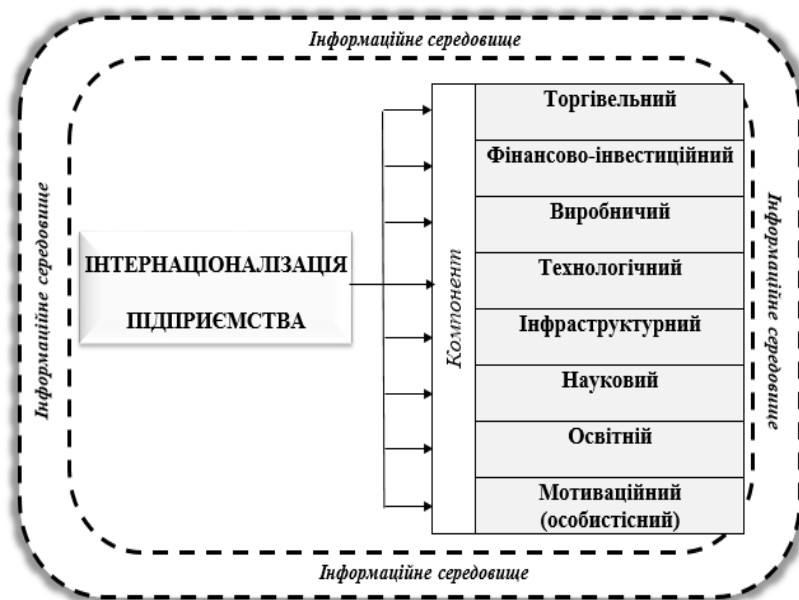 Інформаційне середовище
Інформаційне середовище
ІНТЕРНАЦІОНАЛІЗАЦІЯ
ПІДПРИЄМСТВА
Компонент
Торгівельний
Фінансово-інвестиційний
Виробничий
Технологічний
Інфраструктурний
Науковий
Освітній
Мотиваційний
(особистісний)
Інформаційне середовище
Інформаційне середовище